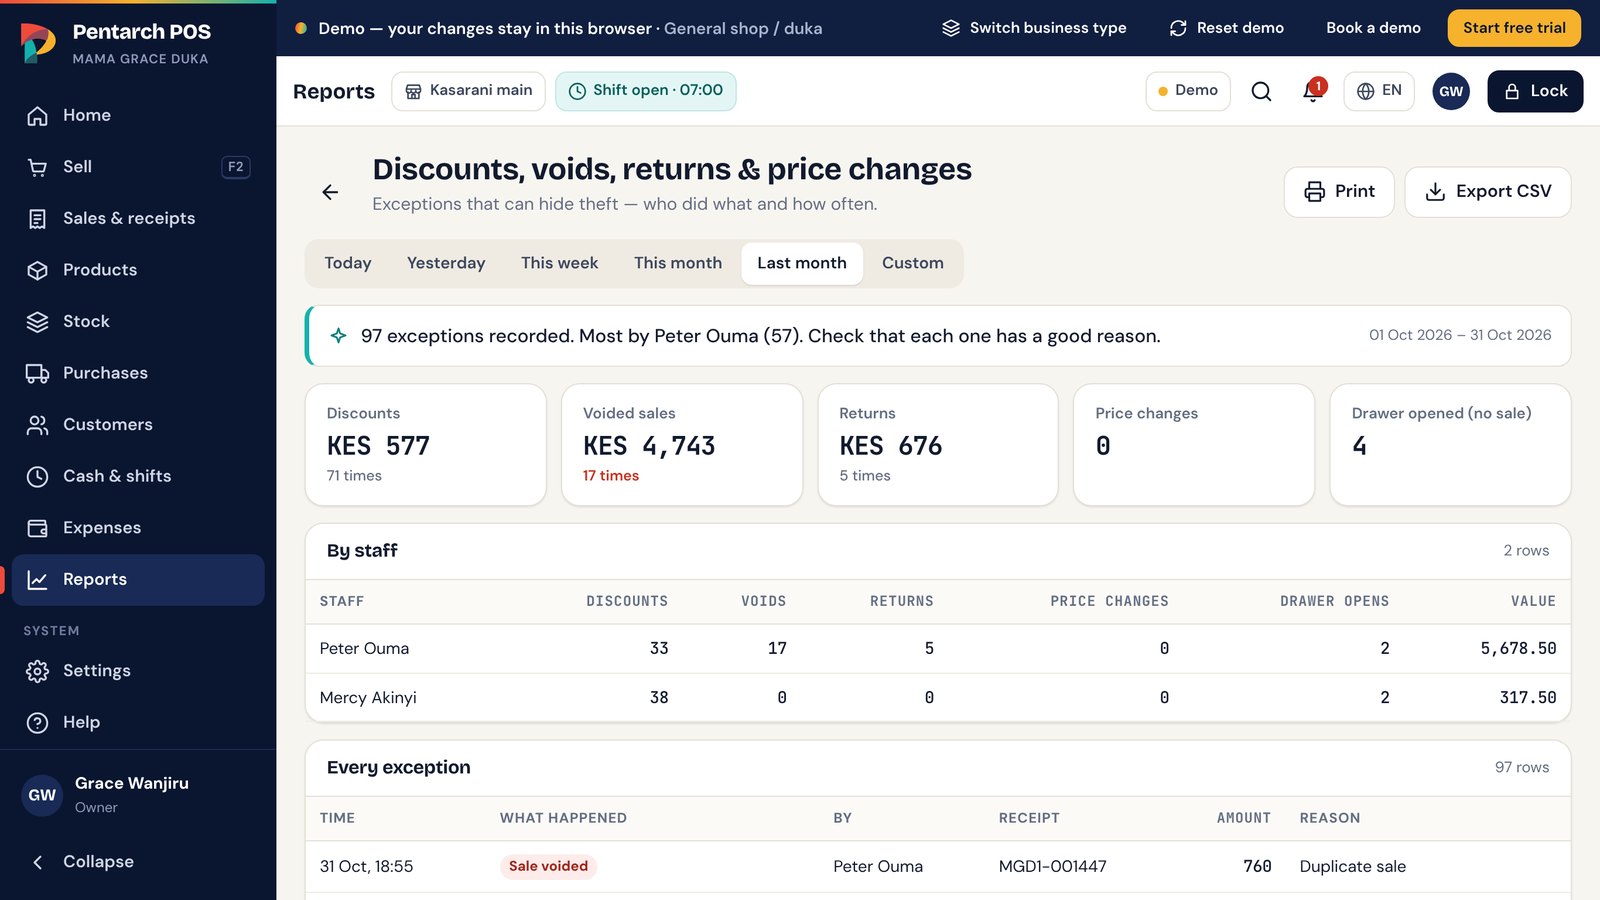 Pentarch POS
MAMA GRACE DUKA
Demo — your changes stay in this browser · General shop / duka
Switch business type
Reset demo
Book a demo
Start free trial
Home
Sell
F2
Sales & receipts
Products
Stock
Purchases
Customers
Cash & shifts
Expenses
Reports
SYSTEM
Settings
Help
GW
Grace Wanjiru
Owner
Collapse
Reports
Kasarani main
Shift open · 07:00
Demo
1
EN
GW
Lock
Discounts, voids, returns & price changes
Exceptions that can hide theft — who did what and how often.
Print
Export CSV
Today
Yesterday
This week
This month
Last month
Custom
97 exceptions recorded. Most by Peter Ouma (57). Check that each one has a good reason.
01 Oct 2026 – 31 Oct 2026
Discounts
KES 577
71 times
Voided sales
KES 4,743
17 times
Returns
KES 676
5 times
Price changes
0
Drawer opened (no sale)
4
By staff
2 rows
STAFF DISCOUNTS VOIDS RETURNS PRICE CHANGES DRAWER OPENS VALUE
Peter Ouma 33 17 5 0 2 5,678.50
Mercy Akinyi 38 0 0 0 2 317.50
Every exception
97 rows
TIME WHAT HAPPENED BY RECEIPT AMOUNT REASON
31 Oct, 18:55 Sale voided Peter Ouma MGD1-001447 760 Duplicate sale